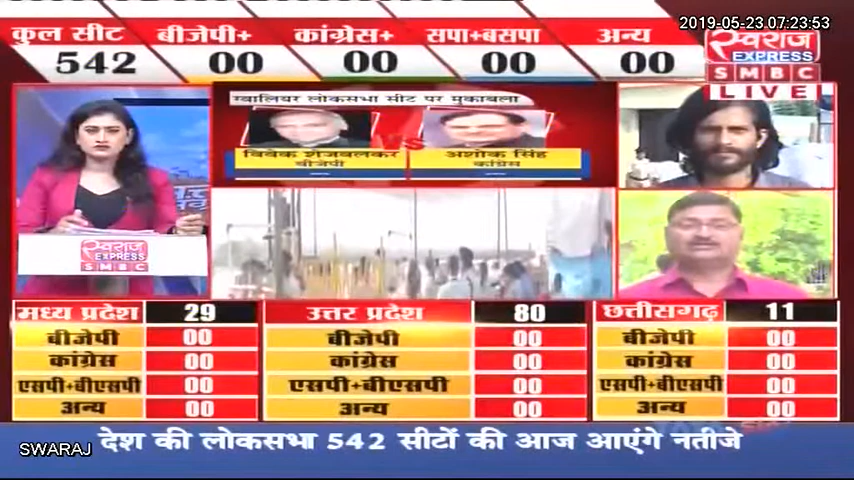 2019-05-23 07:23:53
कुल सीट बीजेपी+ कांग्रेस+ सपा+बसपा अन्य
542 00 00 00 00
स्वराज
EXPRESS
SMBC
LIVE
ग्वालियर लोकसभा सीट पर मुकाबला
VS
विवेक शेजवलकर अशोक सिंह
बीजेपी कांग्रेस
स्वराज
EXPRESS
SMBC
मध्य प्रदेश 29 उत्तर प्रदेश 80 छत्तीसगढ़ 11
बीजेपी 00 बीजेपी 00 बीजेपी 00
कांग्रेस 00 कांग्रेस 00 कांग्रेस 00
एसपी+बीएसपी 00 एसपी+बीएसपी 00 एसपी+बीएसपी 00
अन्य 00 अन्य 00 अन्य 00
SWARAJ देश की लोकसभा 542 सीटों की आज आएंगे नतीजे